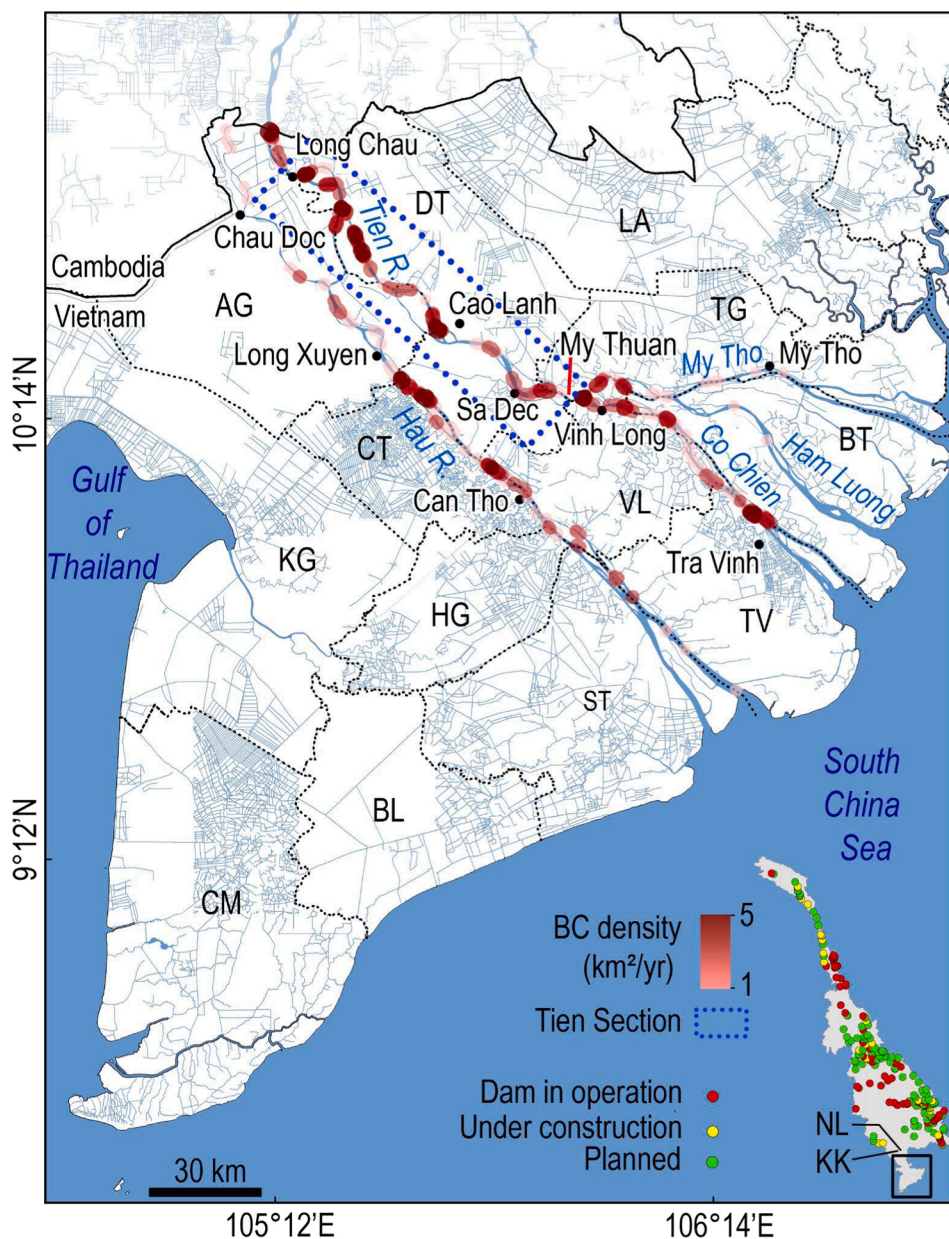 Long Chau
DT
Tien R.
LA
Chau Doc
Cambodia
Vietnam
AG
Cao Lanh
TG
My Thuan
My Tho
My Tho
Long Xuyen
10°14'N
Sa Dec
Vinh Long
BT
CT
Hau R.
Co Chien
Ham Luong
Gulf
of
Thailand
Can Tho
VL
KG
Tra Vinh
HG
TV
ST
South
China
Sea
BL
9°12'N
CM
BC density
(km²/yr)
5
1
Tien Section
Dam in operation
Under construction
Planned
NL
KK
30 km
105°12'E
106°14'E